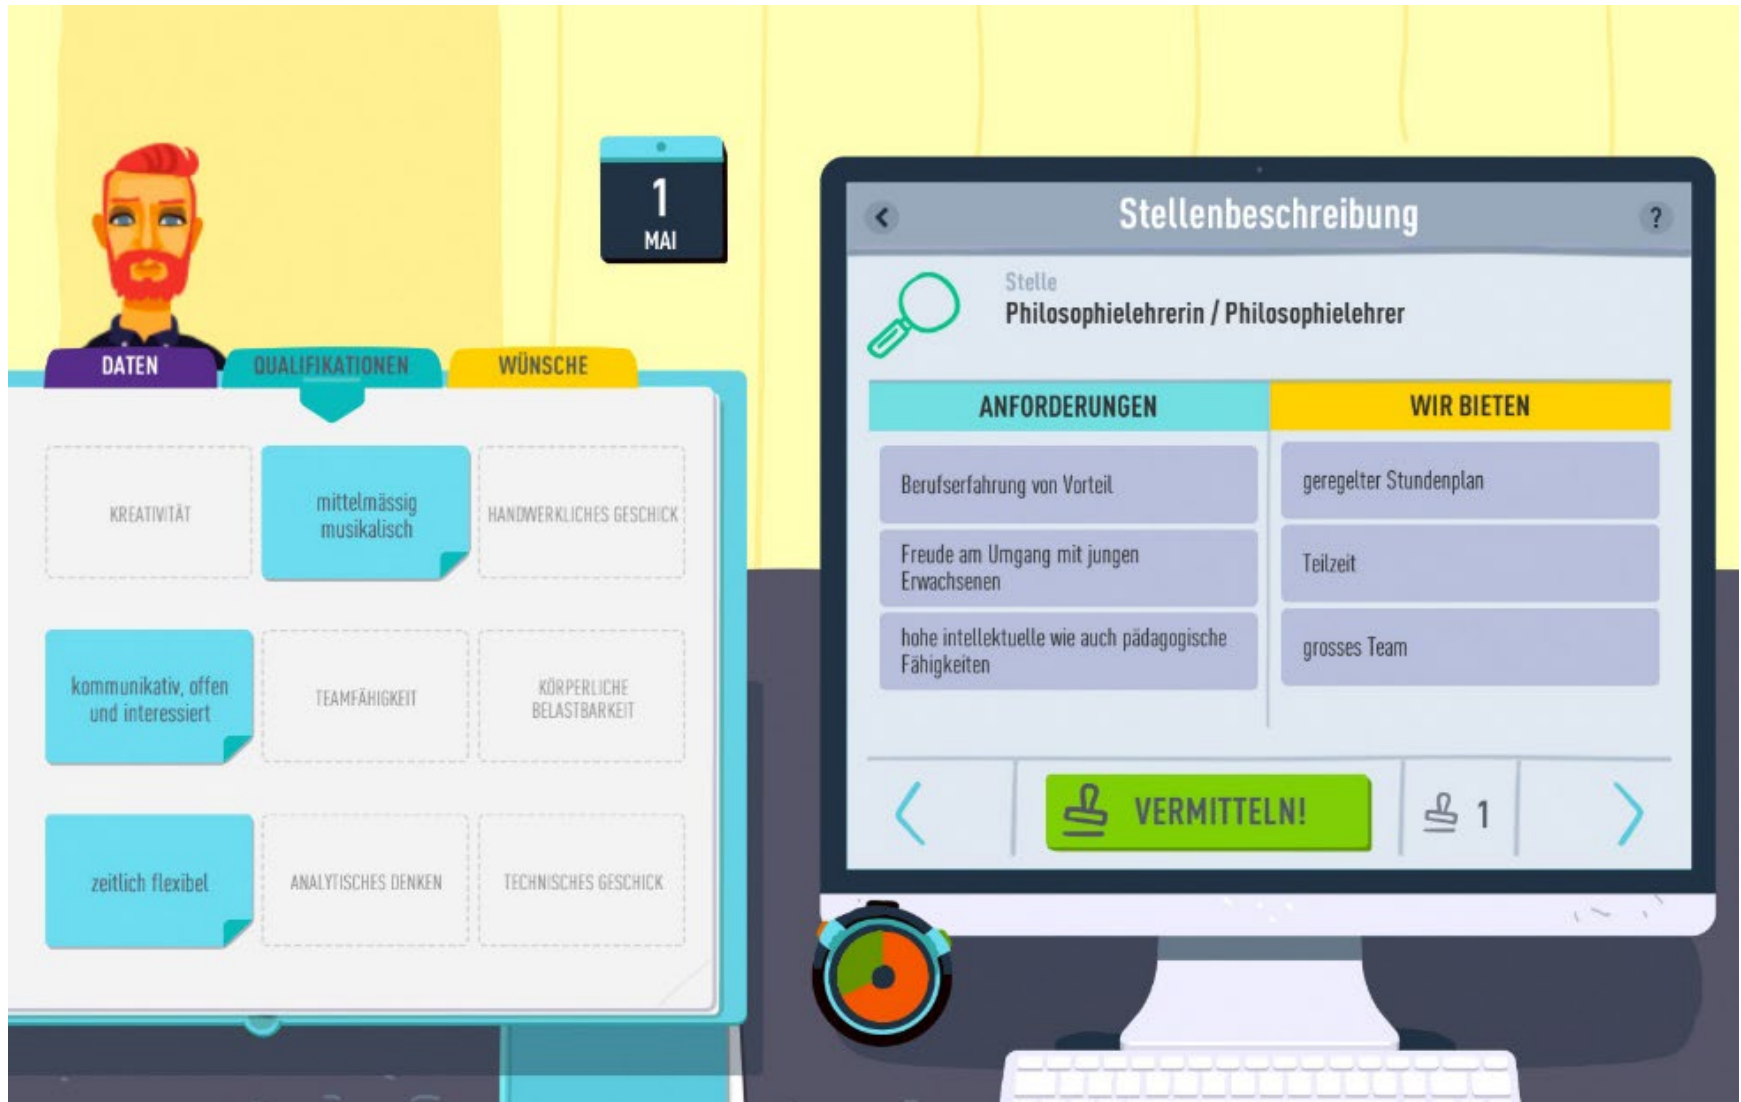 1
MAI
DATEN
QUALIFIKATIONEN
WÜNSCHE
KREATIVITÄT
mittelmässig
musikalisch
HANDWERKLICHES GESCHICK
kommunikativ, offen
und interessiert
TEAMFÄHIGKEIT
KÖRPERLICHE
BELASTBARKEIT
zeitlich flexibel
ANALYTISCHES DENKEN
TECHNISCHES GESCHICK
Stellenbeschreibung
?
Stelle
Philosophielehrerin / Philosophielehrer
ANFORDERUNGEN
WIR BIETEN
Berufserfahrung von Vorteil
geregelter Stundenplan
Freude am Umgang mit jungen
Erwachsenen
Teilzeit
hohe intellektuelle wie auch pädagogische
Fähigkeiten
grosses Team
VERMITTELN!
1